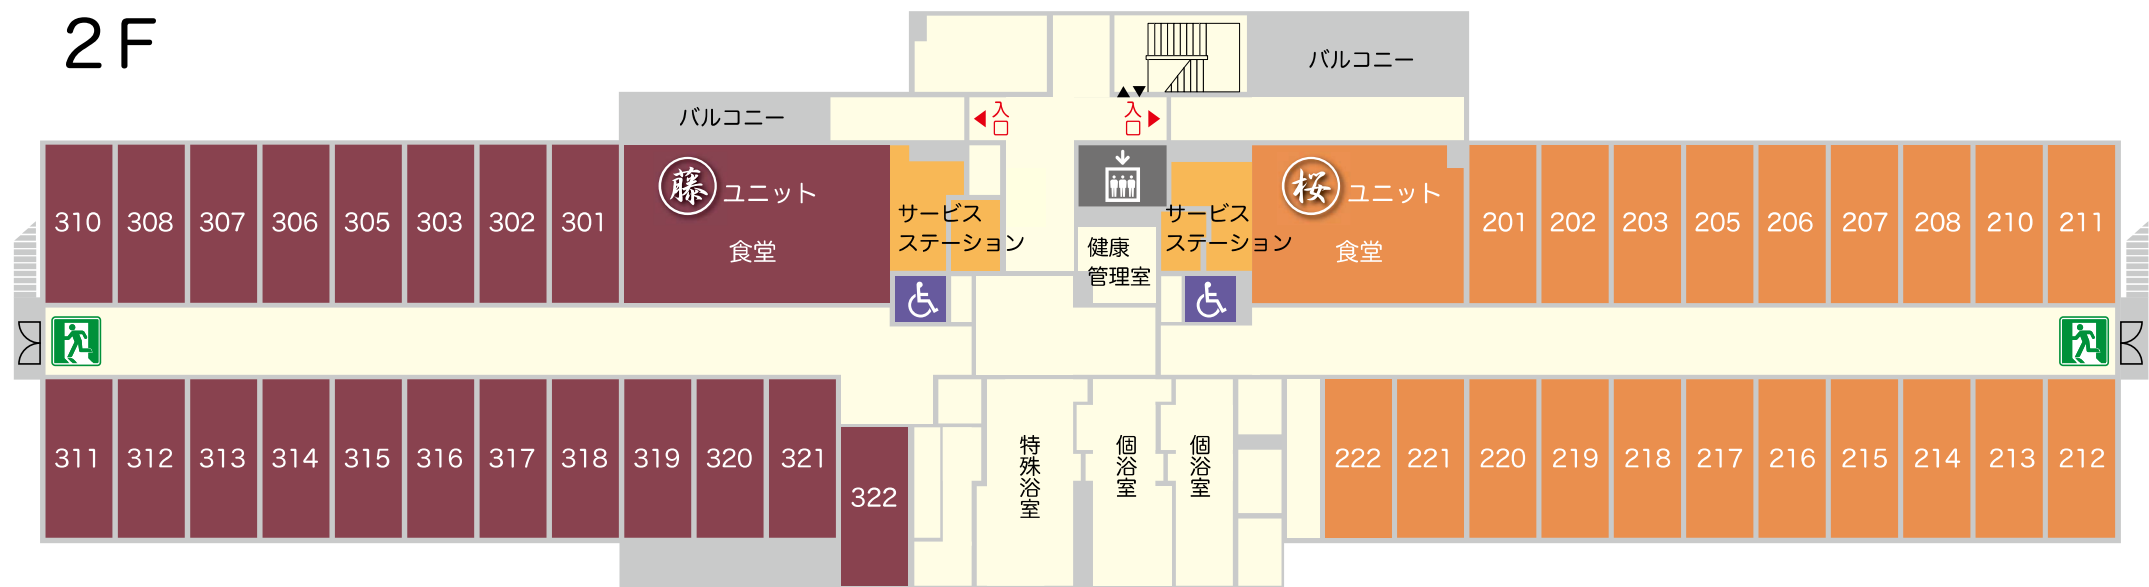 ２Ｆ
バルコニー
バルコニー
入口
入口
藤 ユニット
食堂
サービス
ステーション
健康
管理室
サービス
ステーション
桜 ユニット
食堂
310 308 307 306 305 303 302 301
201 202 203 205 206 207 208 210 211
311 312 313 314 315 316 317 318 319 320 321
322
特殊浴室
個浴室
個浴室
222 221 220 219 218 217 216 215 214 213 212